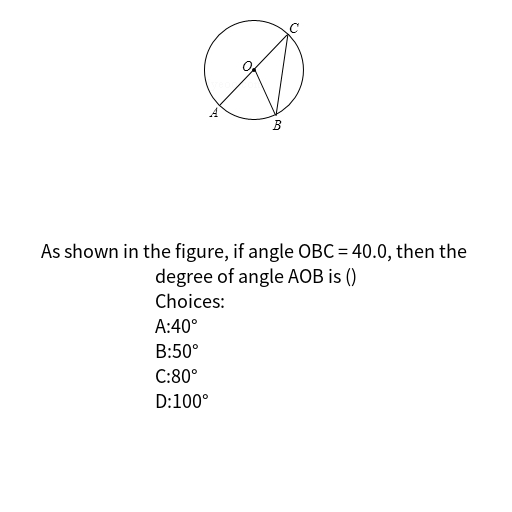 C
O
A
B
As shown in the figure, if angle OBC = 40.0, then the
degree of angle AOB is ()
Choices:
A:40°
B:50°
C:80°
D:100°